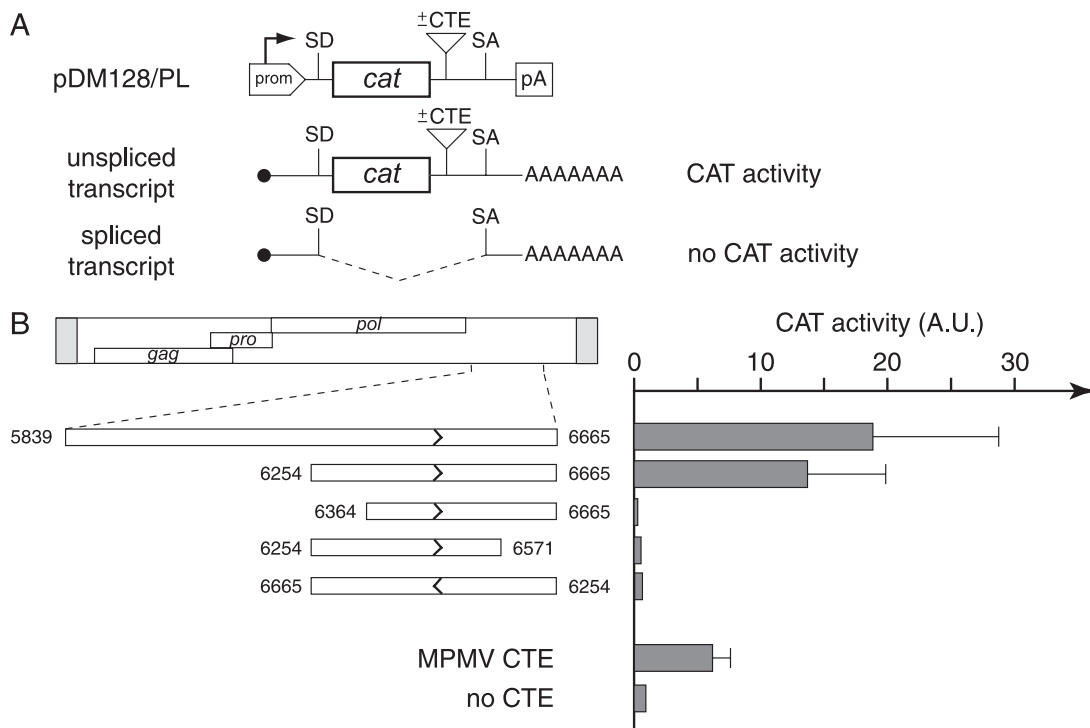 A
pDM128/PL
prom
SD
cat
±CTE
SA
pA
unspliced
transcript
SD
cat
±CTE
SA
AAAAAAA
CAT activity
spliced
transcript
SD
SA
AAAAAAA
no CAT activity
B
pol
pro
gag
CAT activity (A.U.)
0 10 20 30
5839 6665
6254 6665
6364 6665
6254 6571
6665 6254
MPMV CTE
no CTE